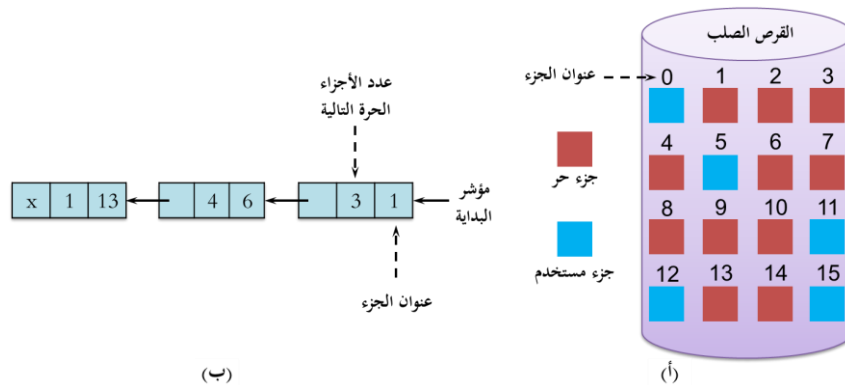 القرص الصلب
عنوان الجزء
0 1 2 3
4 5 6 7
8 9 10 11
12 13 14 15
جزء حر
جزء مستخدم
(أ)
عدد الأجزاء
الحرة التالية
مؤشر
البداية
1 3
6 4
13 1 x
عنوان الجزء
(ب)